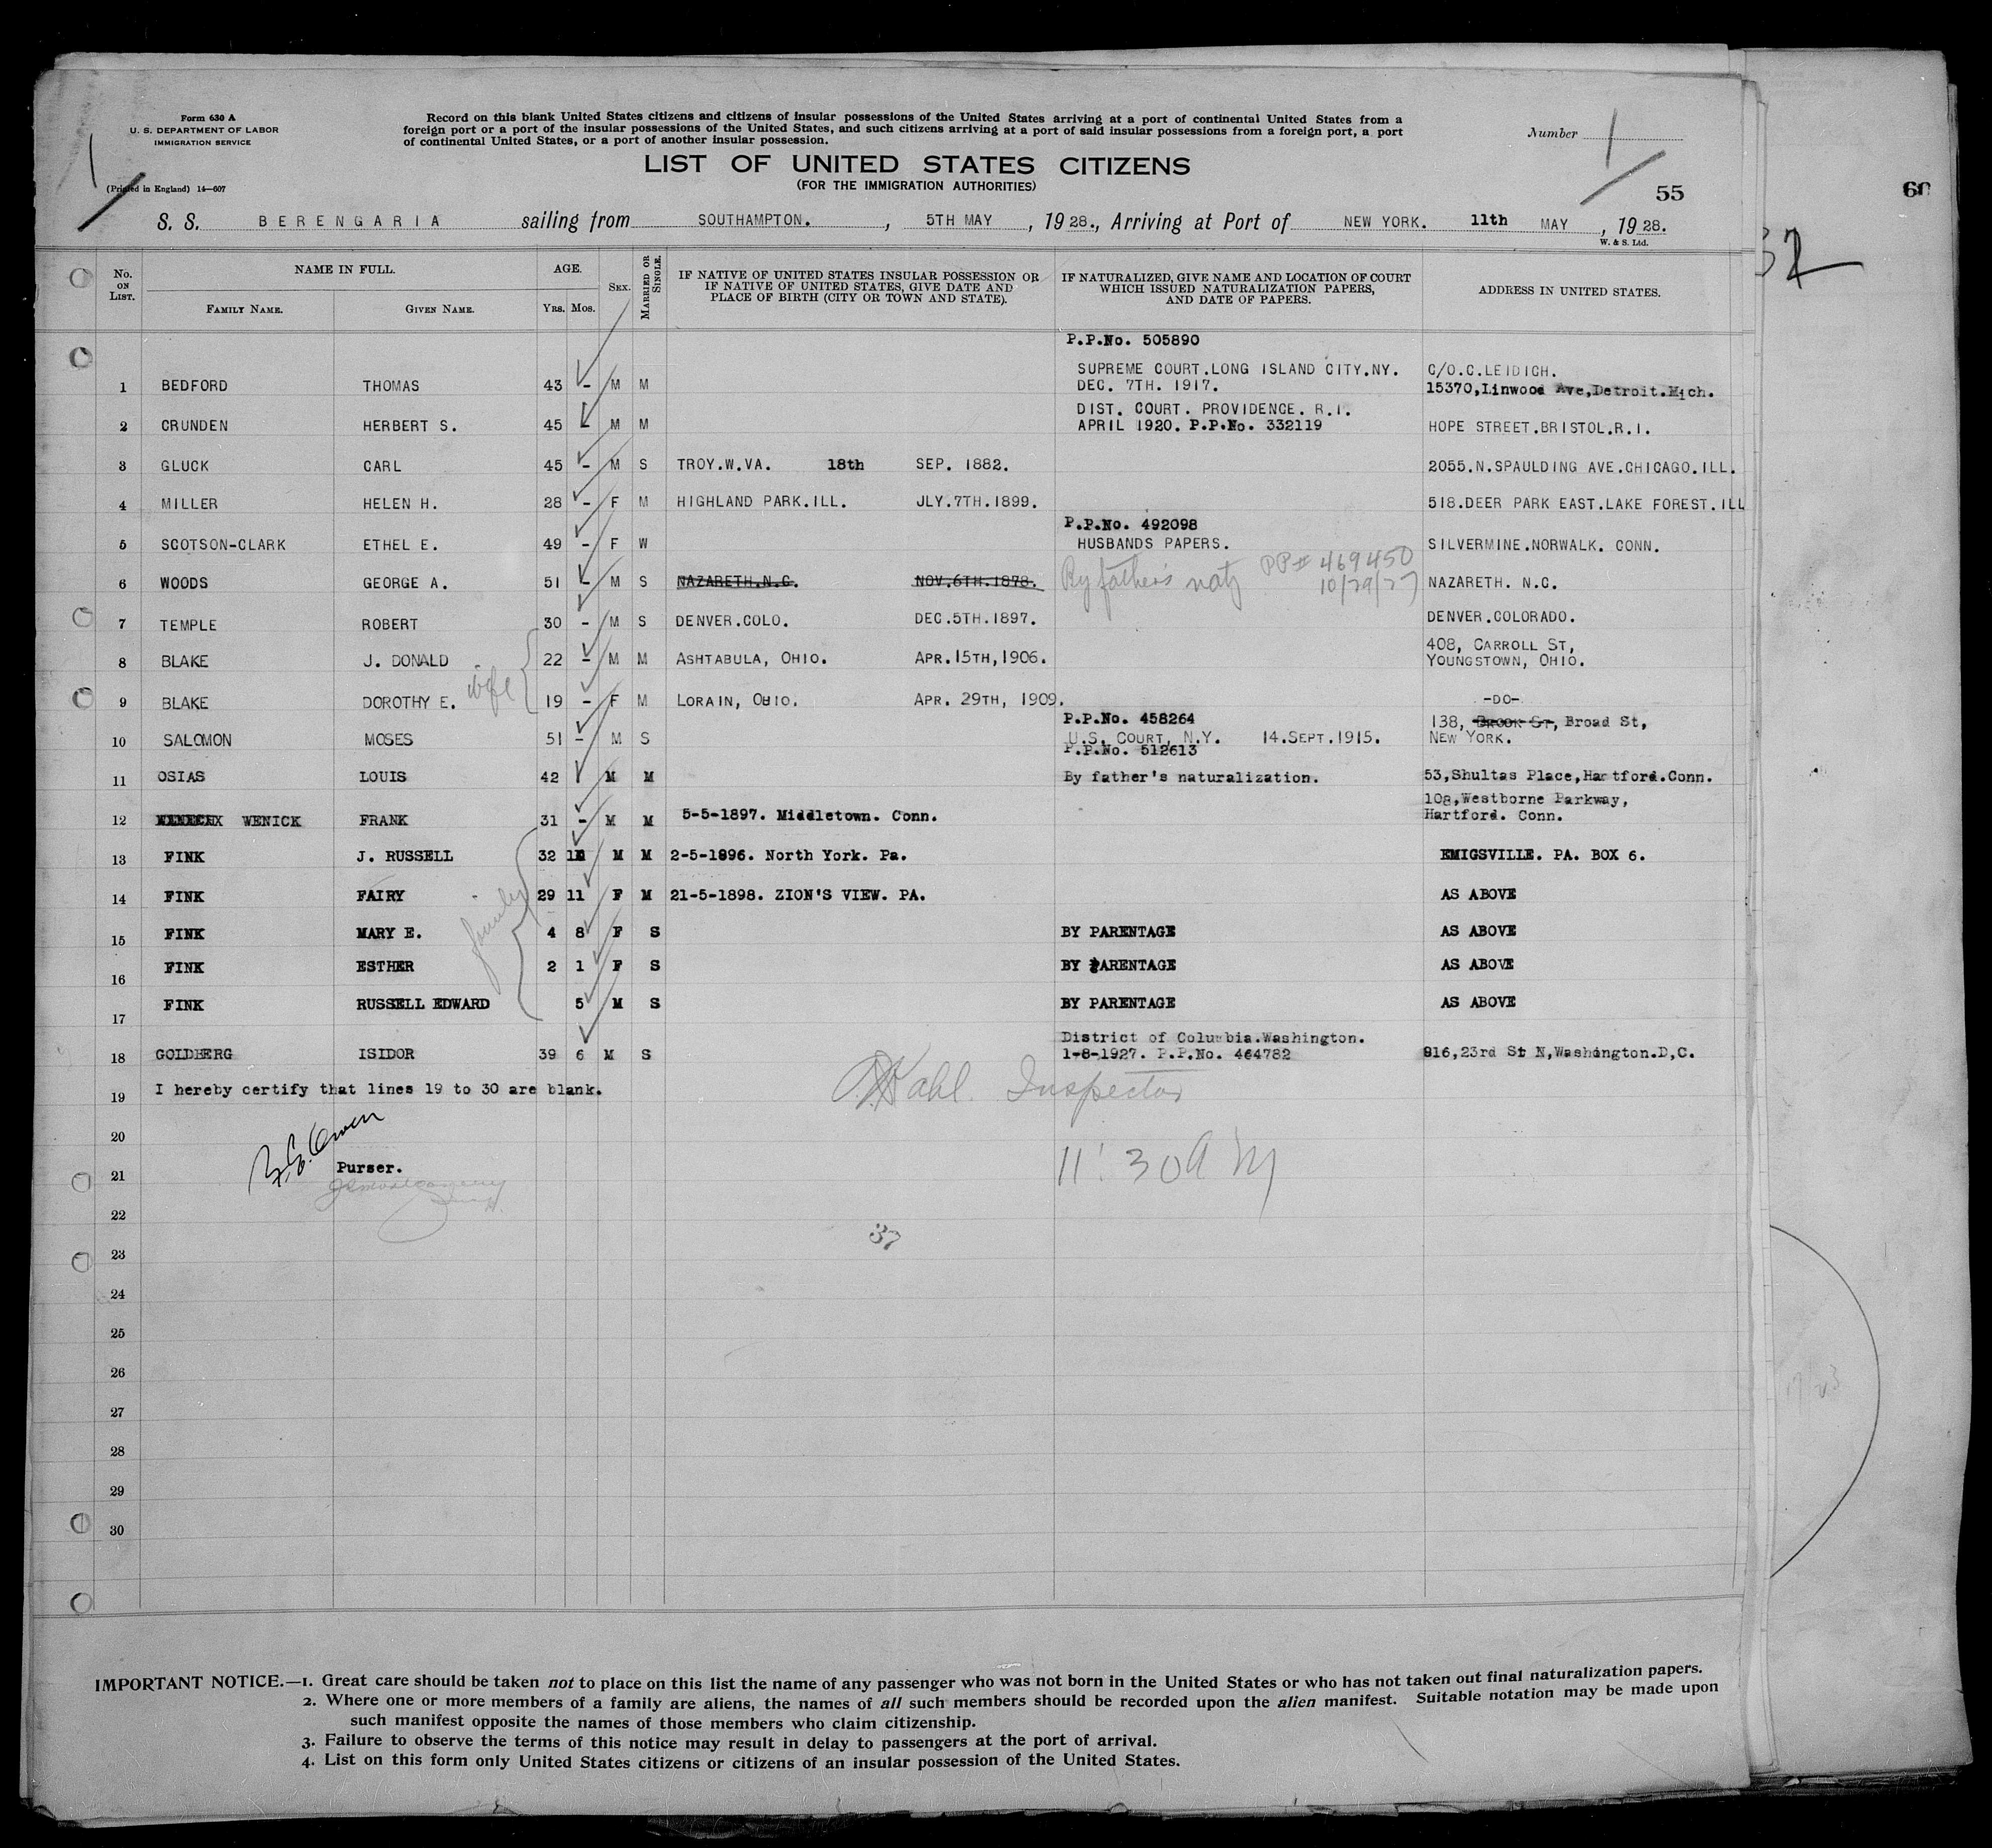 Form 630 A
U. S. DEPARTMENT OF LABOR
IMMIGRATION SERVICE
(Printed in England) 14—607
Record on this blank United States citizens and citizens of insular possessions of the United States arriving at a port of continental United States from a
foreign port or a port of the insular possessions of the United States, and such citizens arriving at a port of said insular possessions from a foreign port, a port
of continental United States, or a port of another insular possession.
Number 1
LIST OF UNITED STATES CITIZENS
(FOR THE IMMIGRATION AUTHORITIES)
55
60
S. S. BERENGARIA sailing from SOUTHAMPTON. , 5TH MAY , 19 28., Arriving at Port of NEW YORK. 11th MAY , 19 28.
W. & S. Ltd.
32
No. ON LIST.
NAME IN FULL.
FAMILY NAME. GIVEN NAME.
AGE.
YRS. MOS.
SEX.
MARRIED OR SINGLE.
IF NATIVE OF UNITED STATES INSULAR POSSESSION OR
IF NATIVE OF UNITED STATES, GIVE DATE AND
PLACE OF BIRTH (CITY OR TOWN AND STATE).
IF NATURALIZED, GIVE NAME AND LOCATION OF COURT
WHICH ISSUED NATURALIZATION PAPERS,
AND DATE OF PAPERS.
ADDRESS IN UNITED STATES.
P.P.No. 505890
SUPREME COURT.LONG ISLAND CITY.NY. C/O.C.LEIDICH.
1 BEDFORD THOMAS 43 - M M DEC. 7TH. 1917. 15370,Linwood Ave,Detroit.Mich.
DIST. COURT. PROVIDENCE. R.I.
2 CRUNDEN HERBERT S. 45 M M APRIL 1920. P.P.No. 332119 HOPE STREET.BRISTOL.R.I.
3 GLUCK CARL 45 - M S TROY.W.VA. 18th SEP. 1882. 2055.N.SPAULDING AVE.CHICAGO.ILL.
4 MILLER HELEN H. 28 - F M HIGHLAND PARK.ILL. JLY.7TH.1899. 518.DEER PARK EAST.LAKE FOREST.ILL
P.P.No. 492098
5 SCOTSON-CLARK ETHEL E. 49 - F W HUSBANDS PAPERS. SILVERMINE.NORWALK. CONN.
6 WOODS GEORGE A. 51 - M S NAZARETH.N.C. NOV.6TH.1878. By father's natz PP# 469450 10/29/27 NAZARETH. N.C.
7 TEMPLE ROBERT 30 - M S DENVER.COLO. DEC.5TH.1897. DENVER.COLORADO.
408, CARROLL ST,
8 BLAKE J. DONALD 22 - M M ASHTABULA, OHIO. APR.15TH,1906. YOUNGSTOWN, OHIO.
9 BLAKE DOROTHY E. wife 19 - F M LORAIN, OHIO. APR. 29TH, 1909. -DO-
P.P.No. 458264 138, BROOK ST, Broad St,
10 SALOMON MOSES 51 - M S U.S. COURT, N.Y. 14.SEPT.1915. NEW YORK.
P.P.No. 512613
11 OSIAS LOUIS 42 M M By father's naturalization. 53,Shultas Place,Hartford.Conn.
108,Westborne Parkway,
12 WENICK FRANK 31 - M M 5-5-1897. Middletown. Conn. Hartford. Conn.
13 FINK J. RUSSELL 32 M M 2-5-1896. North York. Pa. EMIGSVILLE. PA. BOX 6.
family
14 FINK FAIRY 29 11 F M 21-5-1898. ZION'S VIEW. PA. AS ABOVE
15 FINK MARY E. 4 8 F S BY PARENTAGE AS ABOVE
16 FINK ESTHER 2 1 F S BY PARENTAGE AS ABOVE
17 FINK RUSSELL EDWARD 5 M S BY PARENTAGE AS ABOVE
District of Columbia.Washington.
18 GOLDBERG ISIDOR 39 6 M S 1-8-1927. P.P.No. 464782 816,23rd St N,Washington.D,C.
19 I hereby certify that lines 19 to 30 are blank.
Kahl Inspector
20
Owen
21 Purser.
11:30 AM
22
37
23
24
25
26
27
28
29
30
IMPORTANT NOTICE.—1. Great care should be taken not to place on this list the name of any passenger who was not born in the United States or who has not taken out final naturalization papers.
2. Where one or more members of a family are aliens, the names of all such members should be recorded upon the alien manifest. Suitable notation may be made upon
such manifest opposite the names of those members who claim citizenship.
3. Failure to observe the terms of this notice may result in delay to passengers at the port of arrival.
4. List on this form only United States citizens or citizens of an insular possession of the United States.